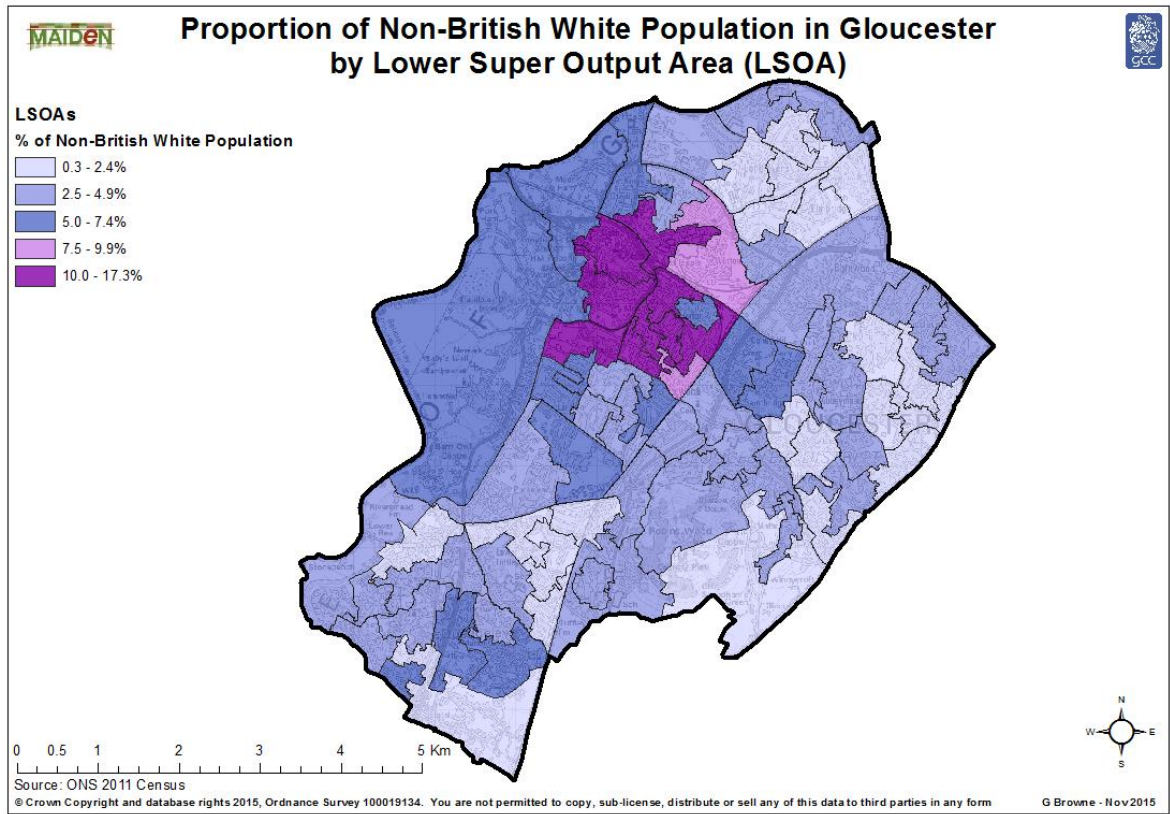 MAIDEN
Proportion of Non-British White Population in Gloucester
by Lower Super Output Area (LSOA)
GCC
LSOAs
% of Non-British White Population
0.3 - 2.4%
2.5 - 4.9%
5.0 - 7.4%
7.5 - 9.9%
10.0 - 17.3%
GLOUCESTER
N
W E
S
0 0.5 1 2 3 4 5 Km
Source: ONS 2011 Census
© Crown Copyright and database rights 2015, Ordnance Survey 100019134. You are not permitted to copy, sub-license, distribute or sell any of this data to third parties in any form
G Browne - Nov 2015